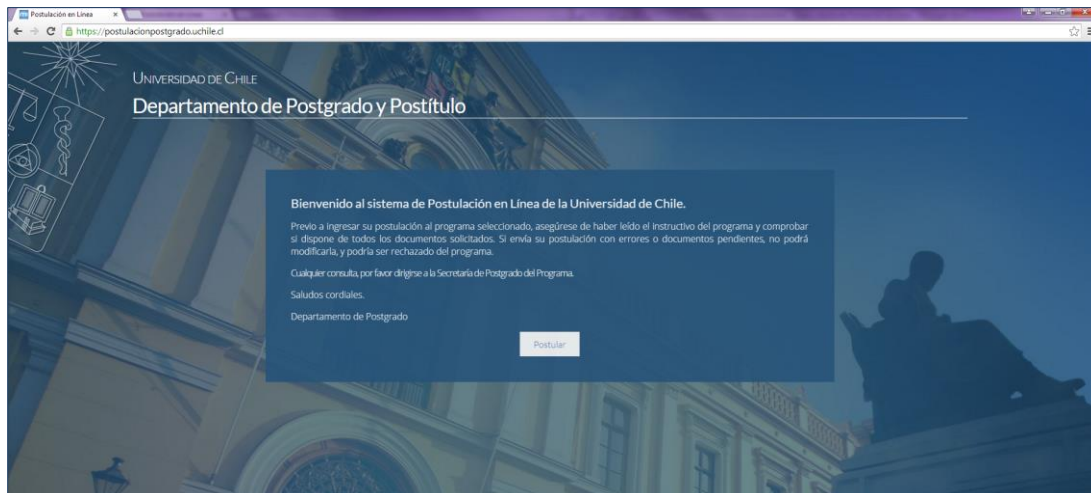 Postulación en Línea
https://postulacionpostgrado.uchile.cl
UNIVERSIDAD DE CHILE
Departamento de Postgrado y Postítulo
Bienvenido al sistema de Postulación en Línea de la Universidad de Chile.
Previo a ingresar su postulación al programa seleccionado, asegúrese de haber leído el instructivo del programa y comprobar
si dispone de todos los documentos solicitados. Si envía su postulación con errores o documentos pendientes, no podrá
modificarla, y podría ser rechazado del programa.
Cualquier consulta, por favor dirigirse a la Secretaría de Postgrado del Programa.
Saludos cordiales.
Departamento de Postgrado
Postular